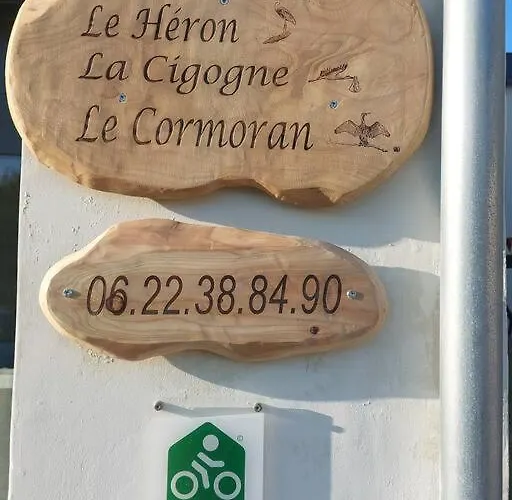 Le Héron
La Cigogne
Le Cormoran
06.22.38.84.90
©